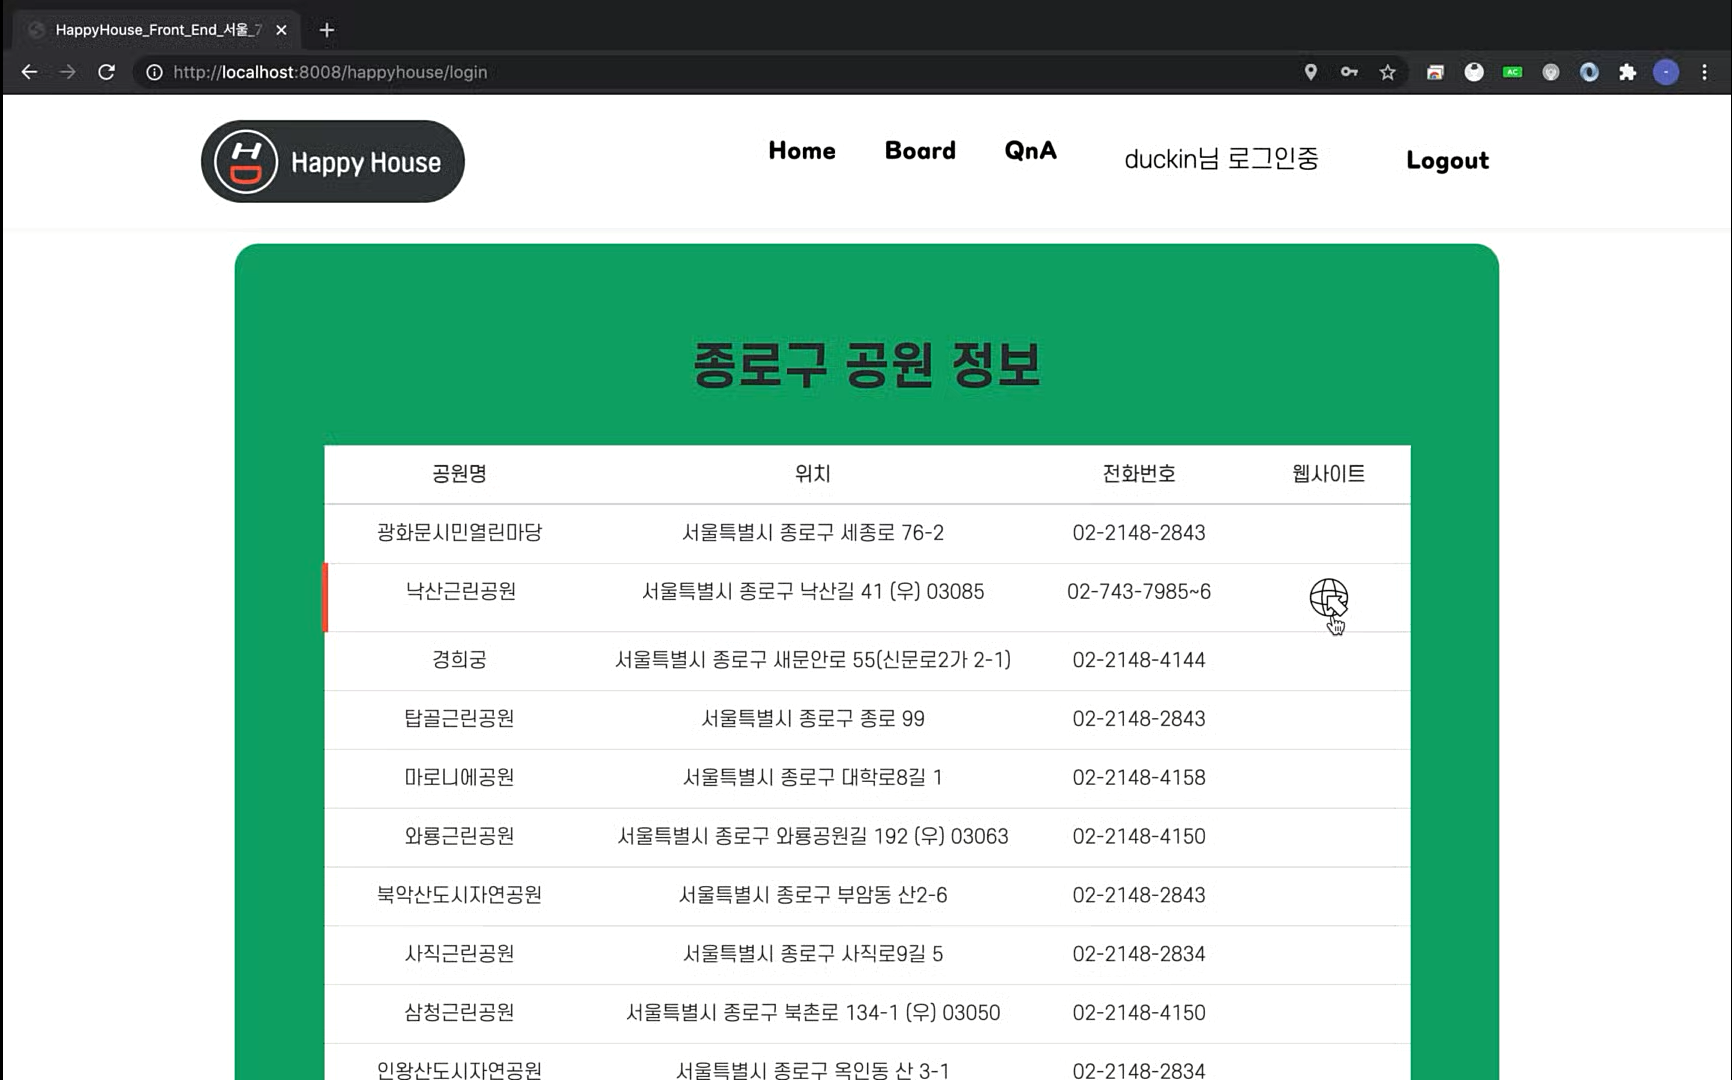 HappyHouse_Front_End_서울_7
http://localhost:8008/happyhouse/login
AC
Happy House
Home Board QnA duckin님 로그인중 Logout
종로구 공원 정보
공원명 위치 전화번호 웹사이트
광화문시민열린마당 서울특별시 종로구 세종로 76-2 02-2148-2843
낙산근린공원 서울특별시 종로구 낙산길 41 (우) 03085 02-743-7985~6
경희궁 서울특별시 종로구 새문안로 55(신문로2가 2-1) 02-2148-4144
탑골근린공원 서울특별시 종로구 종로 99 02-2148-2843
마로니에공원 서울특별시 종로구 대학로8길 1 02-2148-4158
와룡근린공원 서울특별시 종로구 와룡공원길 192 (우) 03063 02-2148-4150
북악산도시자연공원 서울특별시 종로구 부암동 산2-6 02-2148-2843
사직근린공원 서울특별시 종로구 사직로9길 5 02-2148-2834
삼청근린공원 서울특별시 종로구 북촌로 134-1 (우) 03050 02-2148-4150
인왕산도시자연공원 서울특별시 종로구 옥인동 산 3-1 02-2148-2834